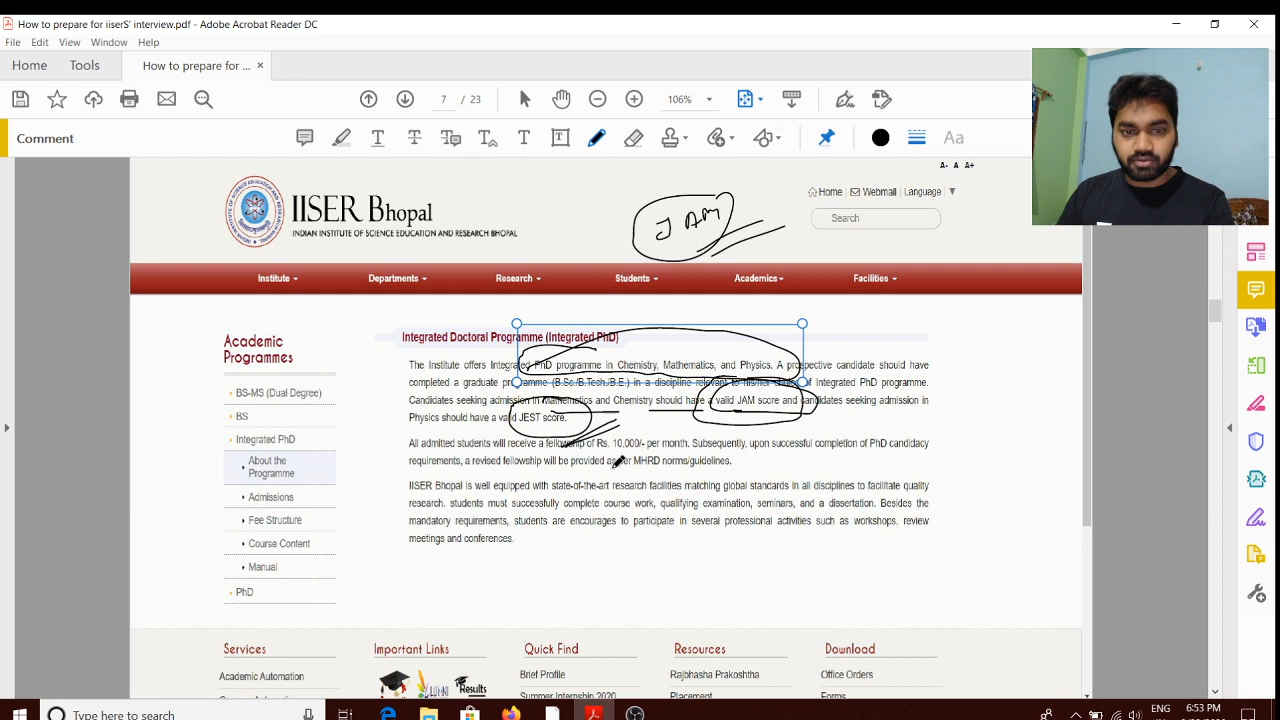 How to prepare for iiserS' interview.pdf - Adobe Acrobat Reader DC
File Edit View Window Help
Home Tools How to prepare for ... ×
7 / 23 106%
Comment
Aa
A- A A+
IISER Bhopal
INDIAN INSTITUTE OF SCIENCE EDUCATION AND RESEARCH BHOPAL
JAM
Home Webmail Language
Search
Institute Departments Research Students Academics Facilities
Academic
Programmes
BS-MS (Dual Degree)
BS
Integrated PhD
About the
Programme
Admissions
Fee Structure
Course Content
Manual
PhD
Integrated Doctoral Programme (Integrated PhD)
The Institute offers Integrated PhD programme in Chemistry, Mathematics, and Physics. A prospective candidate should have
completed a graduate programme (B.Sc./B.Tech./B.E.) in a discipline relevant to his/her choice of Integrated PhD programme.
Candidates seeking admission in Mathematics and Chemistry should have a valid JAM score and candidates seeking admission in
Physics should have a valid JEST score.
All admitted students will receive a fellowship of Rs. 10,000/- per month. Subsequently, upon successful completion of PhD candidacy
requirements, a revised fellowship will be provided as per MHRD norms/guidelines.
IISER Bhopal is well equipped with state-of-the-art research facilities matching global standards in all disciplines to facilitate quality
research. students must successfully complete course work, qualifying examination, seminars, and a dissertation. Besides the
mandatory requirements, students are encourages to participate in several professional activities such as workshops, review
meetings and conferences.
Services Important Links Quick Find Resources Download
Academic Automation Results Brief Profile Rajbhasha Prakoshtha Office Orders
Summer Internship 2020 Placement Forms
Type here to search
ENG 6:53 PM